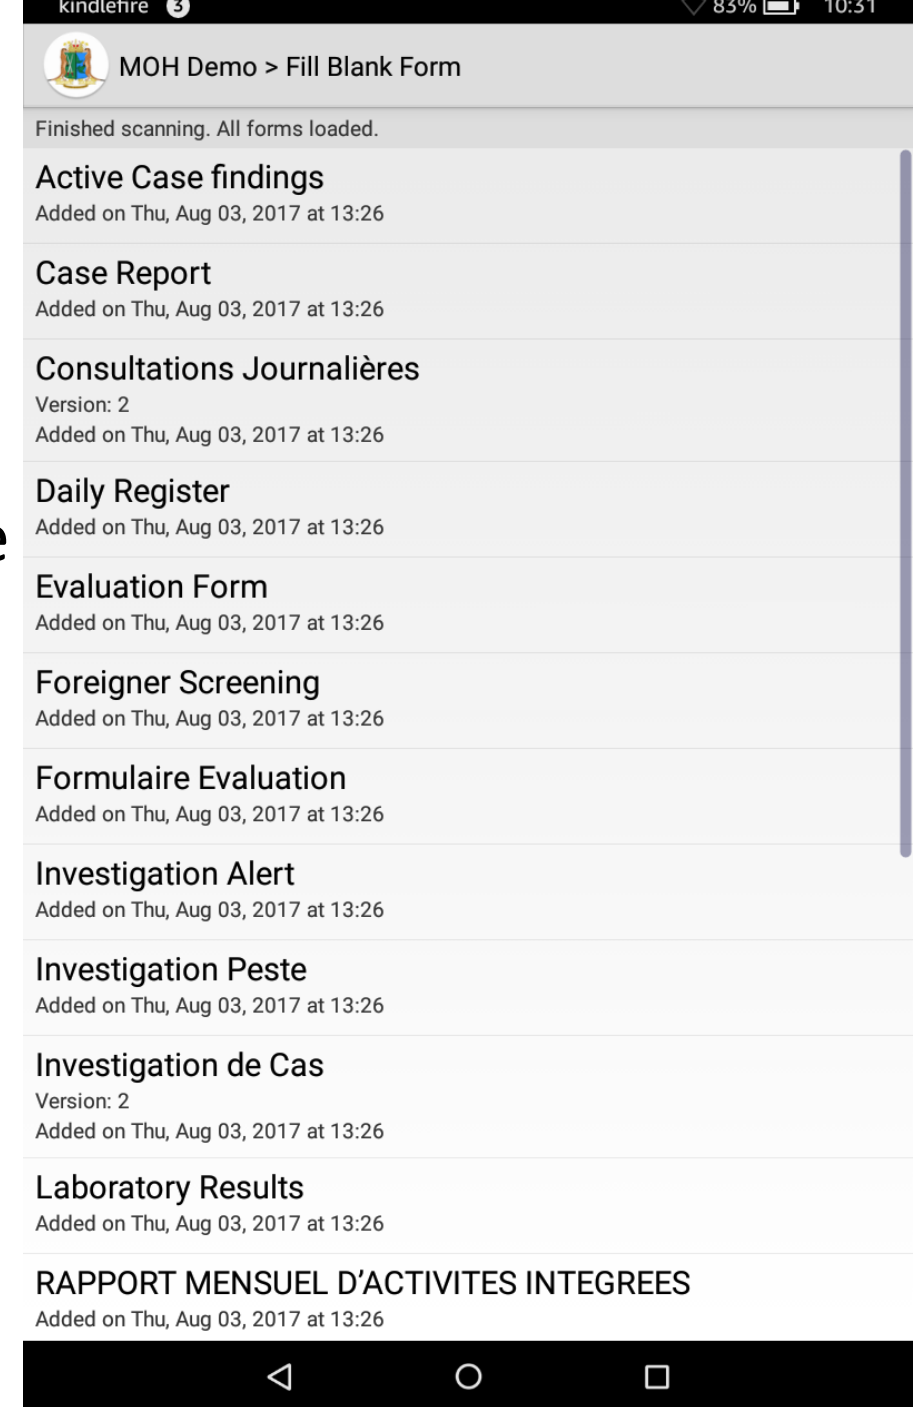 kindlefire 3 83% 10:31
MOH Demo > Fill Blank Form
Finished scanning. All forms loaded.
Active Case findings
Added on Thu, Aug 03, 2017 at 13:26
Case Report
Added on Thu, Aug 03, 2017 at 13:26
Consultations Journalières
Version: 2
Added on Thu, Aug 03, 2017 at 13:26
Daily Register
Added on Thu, Aug 03, 2017 at 13:26
e
Evaluation Form
Added on Thu, Aug 03, 2017 at 13:26
Foreigner Screening
Added on Thu, Aug 03, 2017 at 13:26
Formulaire Evaluation
Added on Thu, Aug 03, 2017 at 13:26
Investigation Alert
Added on Thu, Aug 03, 2017 at 13:26
Investigation Peste
Added on Thu, Aug 03, 2017 at 13:26
Investigation de Cas
Version: 2
Added on Thu, Aug 03, 2017 at 13:26
Laboratory Results
Added on Thu, Aug 03, 2017 at 13:26
RAPPORT MENSUEL D’ACTIVITES INTEGREES
Added on Thu, Aug 03, 2017 at 13:26